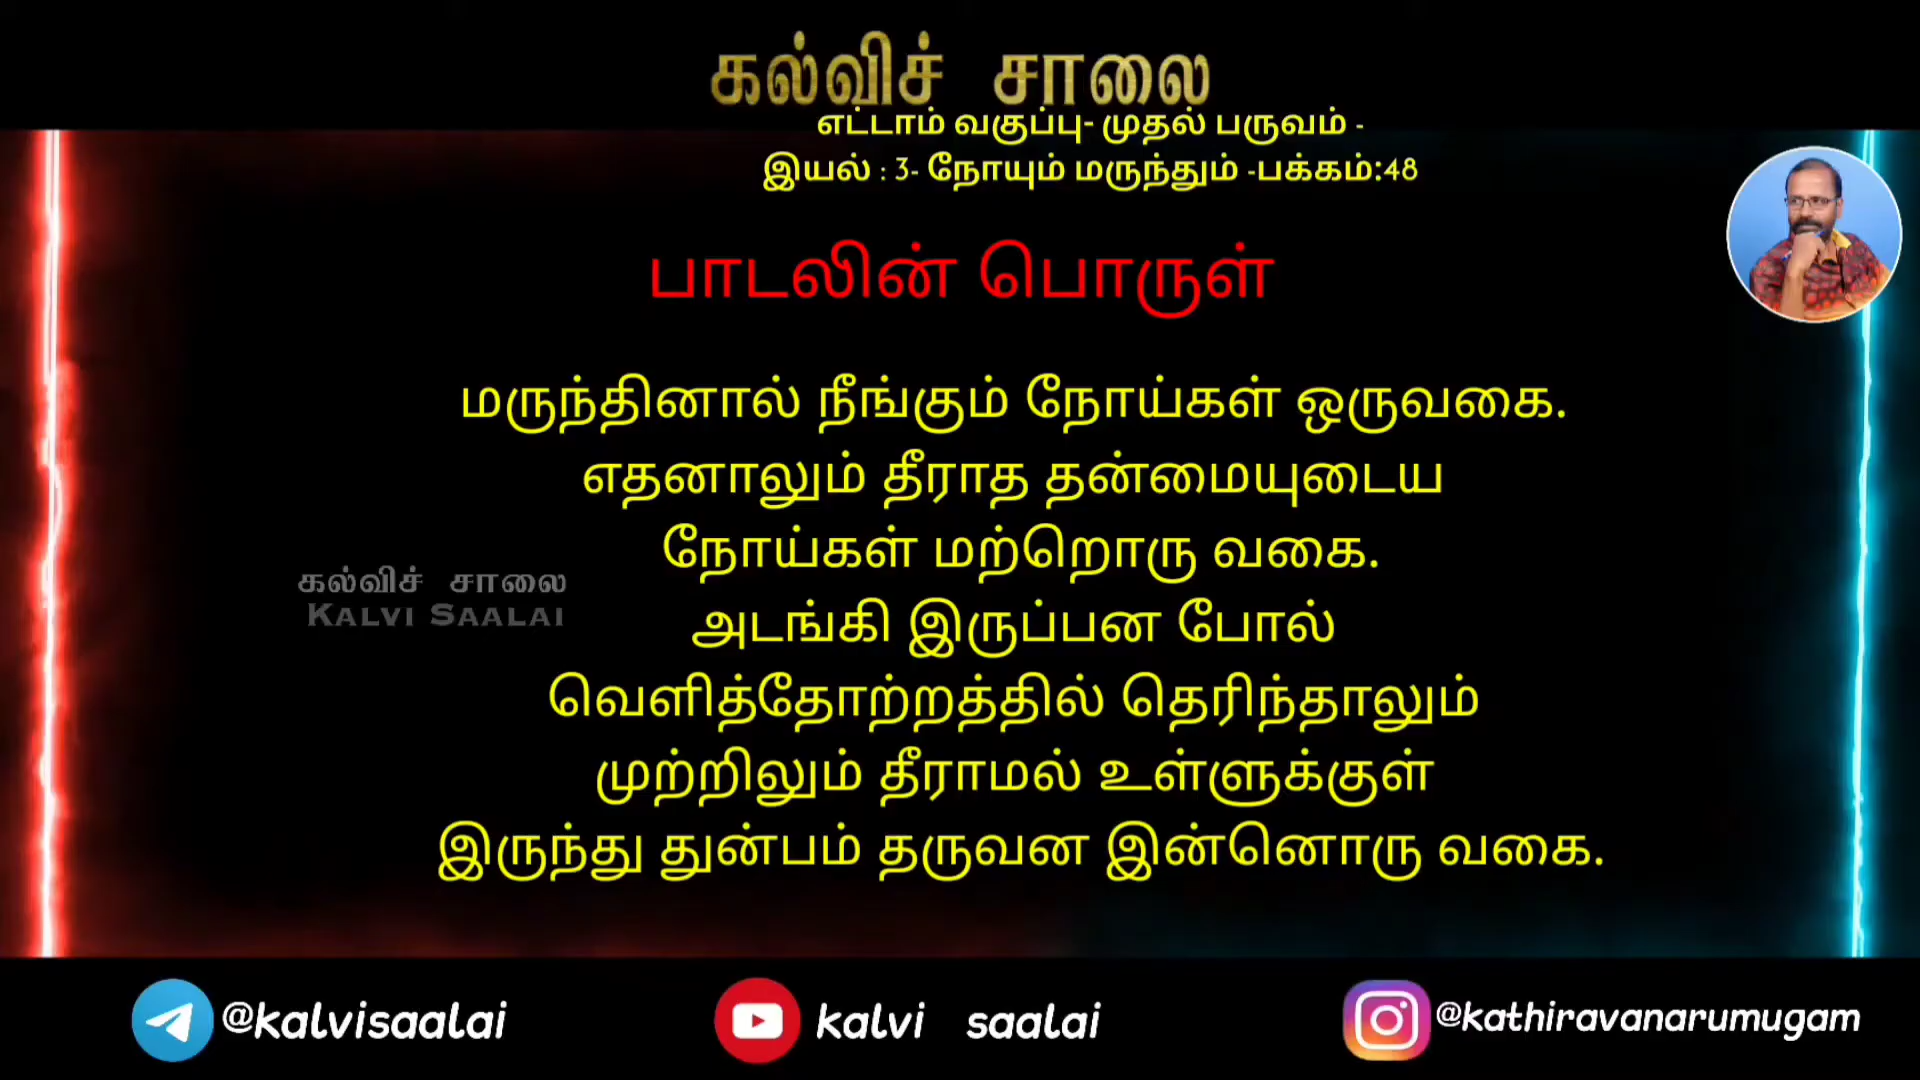 கல்விச் சாலை
எட்டாம் வகுப்பு- முதல் பருவம் -
இயல் : 3- நோயும் மருந்தும் -பக்கம்:48
பாடலின் பொருள்
மருந்தினால் நீங்கும் நோய்கள் ஒருவகை.
எதனாலும் தீராத தன்மையுடைய
நோய்கள் மற்றொரு வகை.
அடங்கி இருப்பன போல்
வெளித்தோற்றத்தில் தெரிந்தாலும்
முற்றிலும் தீராமல் உள்ளுக்குள்
இருந்து துன்பம் தருவன இன்னொரு வகை.
கல்விச் சாலை
KALVI SAALAI
@kalvisaalai
kalvi saalai
@kathiravanarumugam